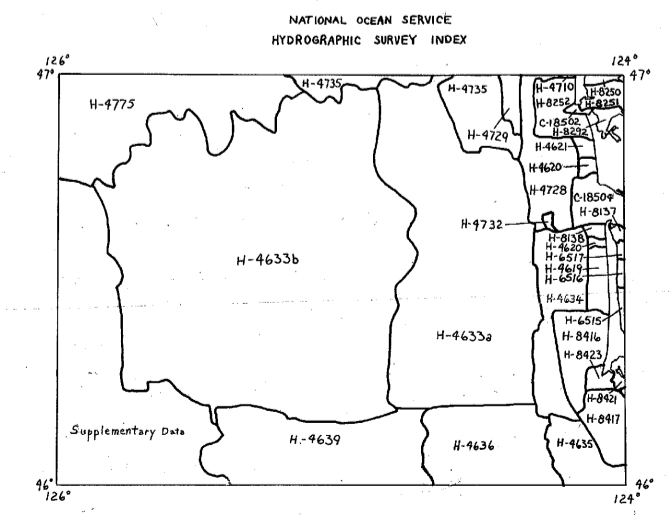 NATIONAL OCEAN SERVICE
HYDROGRAPHIC SURVEY INDEX
126°
124°
47°
47°
H-4775
H-4735
H-4735
H-4710
H-8250
H-8252
H-8251
C-18502
H-8292
H-4729
H-4621
H-4620
H-4728
C-18504
H-8137
H-4732
H-8138
H-4620
H-6517
H-4619
H-6516
H-4633b
H-4634
H-6515
H-4633a
H-8416
H-8423
H-8421
H-8417
Supplementary Data
H-4639
H-4636
H-4635
46°
46°
126°
124°